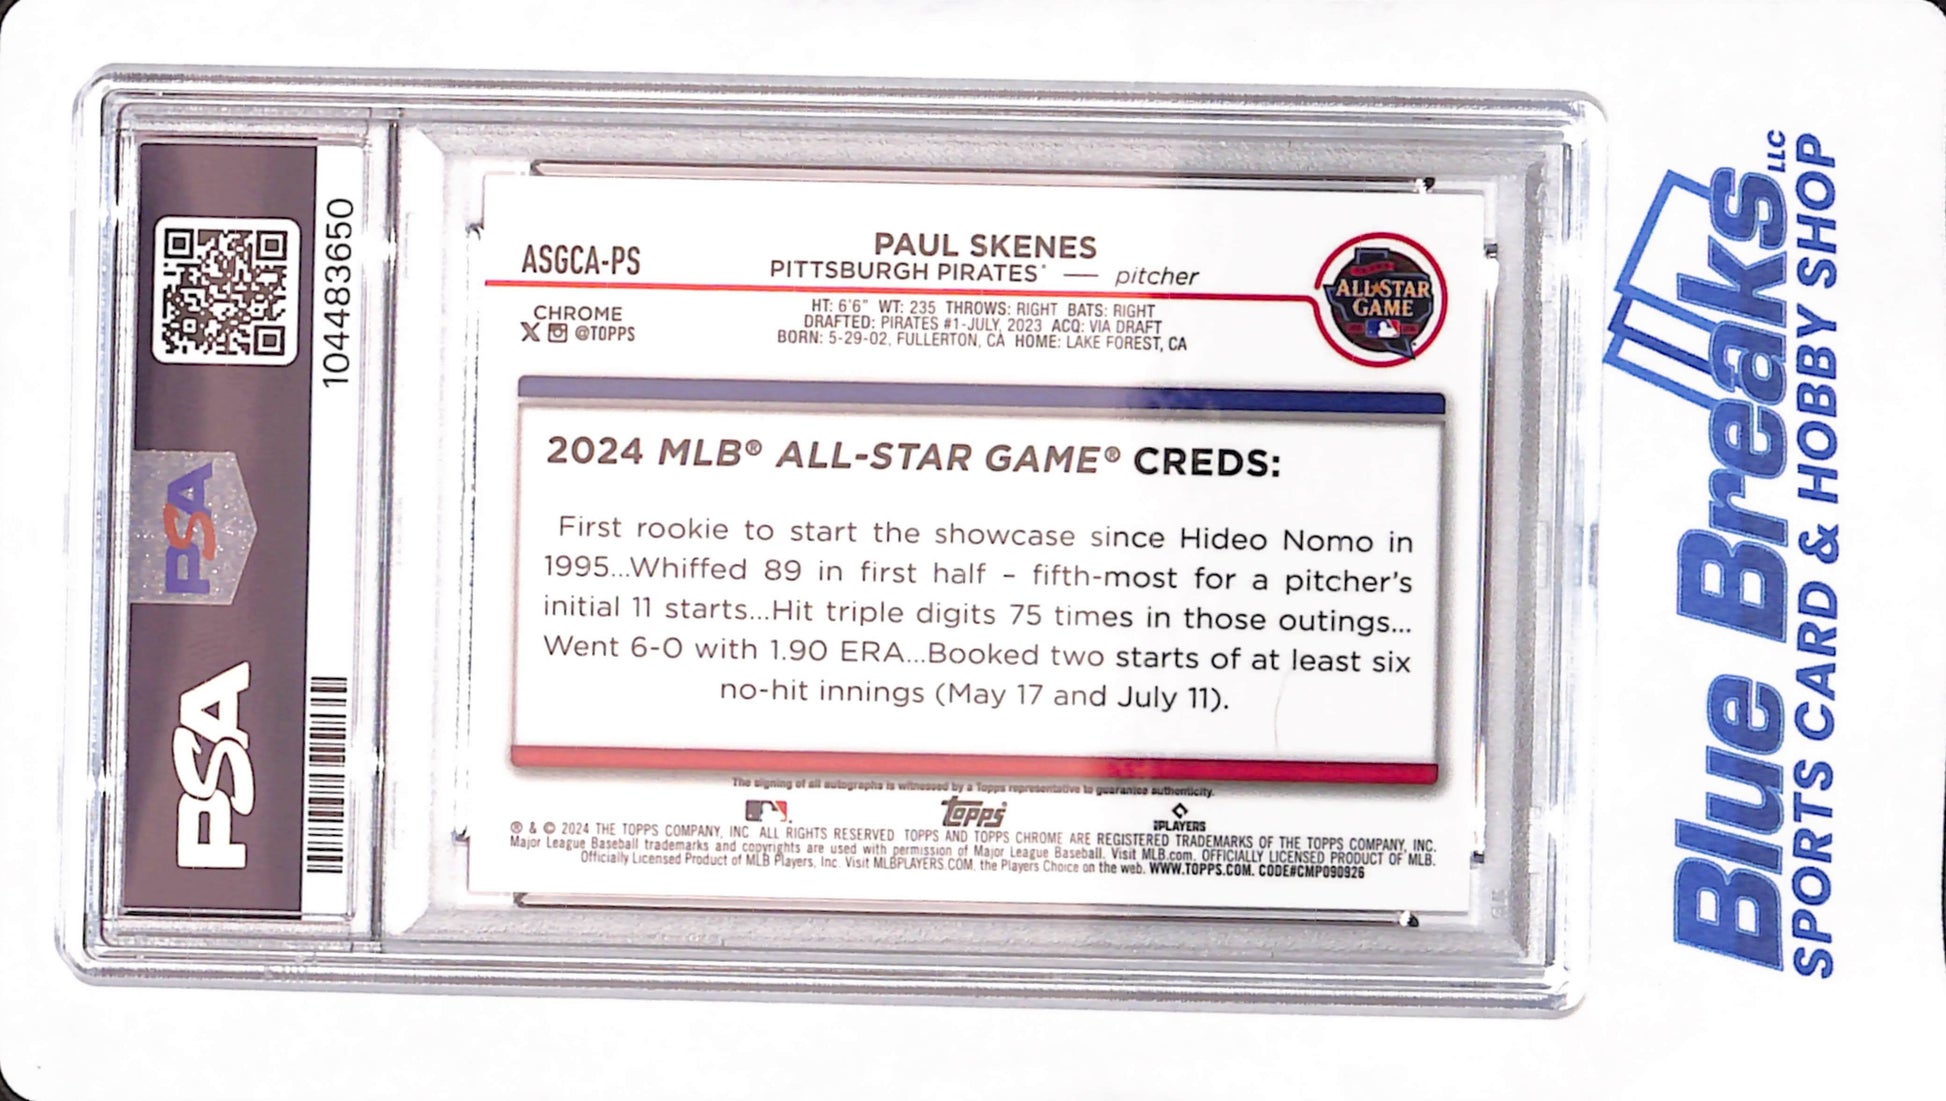 104483650
PSA
PSA
ASGCA-PS
PAUL SKENES
PITTSBURGH PIRATES® — pitcher
ALL★STAR
GAME
CHROME
@TOPPS
HT: 6'6" WT: 235 THROWS: RIGHT BATS: RIGHT
DRAFTED: PIRATES #1-JULY, 2023 ACQ: VIA DRAFT
BORN: 5-29-02, FULLERTON, CA HOME: LAKE FOREST, CA
2024 MLB® ALL-STAR GAME® CREDS:
First rookie to start the showcase since Hideo Nomo in
1995...Whiffed 89 in first half – fifth-most for a pitcher's
initial 11 starts...Hit triple digits 75 times in those outings...
Went 6-0 with 1.90 ERA...Booked two starts of at least six
no-hit innings (May 17 and July 11).
The signing of all autographs is witnessed by a Topps representative to guarantee authenticity.
Topps
PLAYERS
® & © 2024 THE TOPPS COMPANY, INC. ALL RIGHTS RESERVED TOPPS AND TOPPS CHROME ARE REGISTERED TRADEMARKS OF THE TOPPS COMPANY, INC.
Major League Baseball trademarks and copyrights are used with permission of Major League Baseball. Visit MLB.com. OFFICIALLY LICENSED PRODUCT OF MLB.
Officially Licensed Product of MLB Players, Inc. Visit MLBPLAYERS.COM, the Players Choice on the web. WWW.TOPPS.COM. CODE#CMP090926
Blue Breaks LLC
SPORTS CARD & HOBBY SHOP